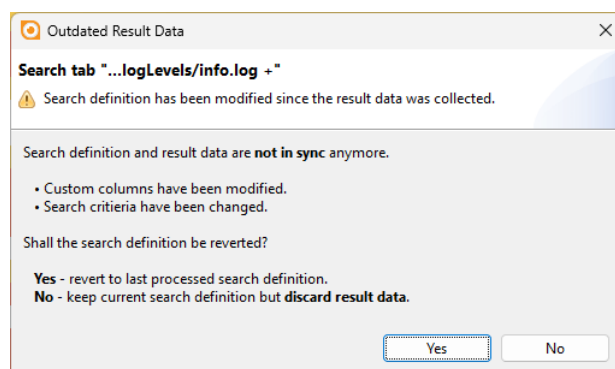 Outdated Result Data
Search tab "...logLevels/info.log +"
Search definition has been modified since the result data was collected.
Search definition and result data are not in sync anymore.
• Custom columns have been modified.
• Search critieria have been changed.
Shall the search definition be reverted?
Yes - revert to last processed search definition.
No - keep current search definition but discard result data.
Yes No